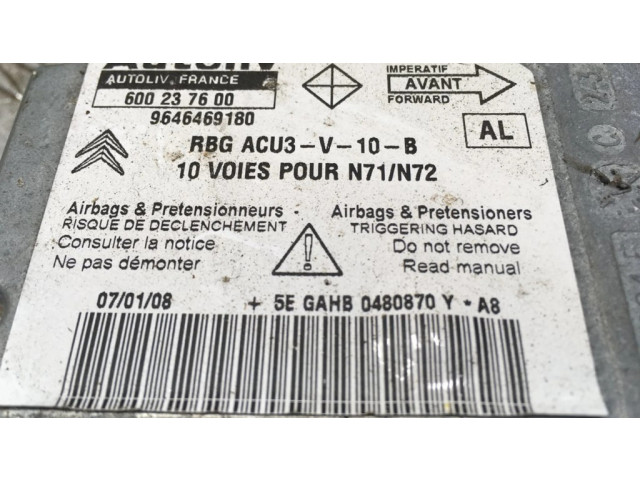 Autoliv
AUTOLIV, FRANCE
600 23 76 00
9646469180
IMPERATIF
AVANT
FORWARD
AL
RBG ACU3-V-10-B
10 VOIES POUR N71/N72
Airbags & Pretensionneurs
RISQUE DE DECLENCHEMENT
Consulter la notice
Ne pas démonter
Airbags & Pretensioners
TRIGGERING HASARD
Do not remove
Read manual
07/01/08 + 5E GAHB 0480870 Y * A8